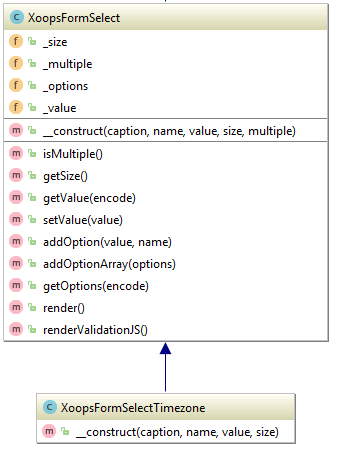 XoopsFormSelect
_size
_multiple
_options
_value
__construct(caption, name, value, size, multiple)
isMultiple()
getSize()
getValue(encode)
setValue(value)
addOption(value, name)
addOptionArray(options)
getOptions(encode)
render()
renderValidationJS()
XoopsFormSelectTimezone
__construct(caption, name, value, size)